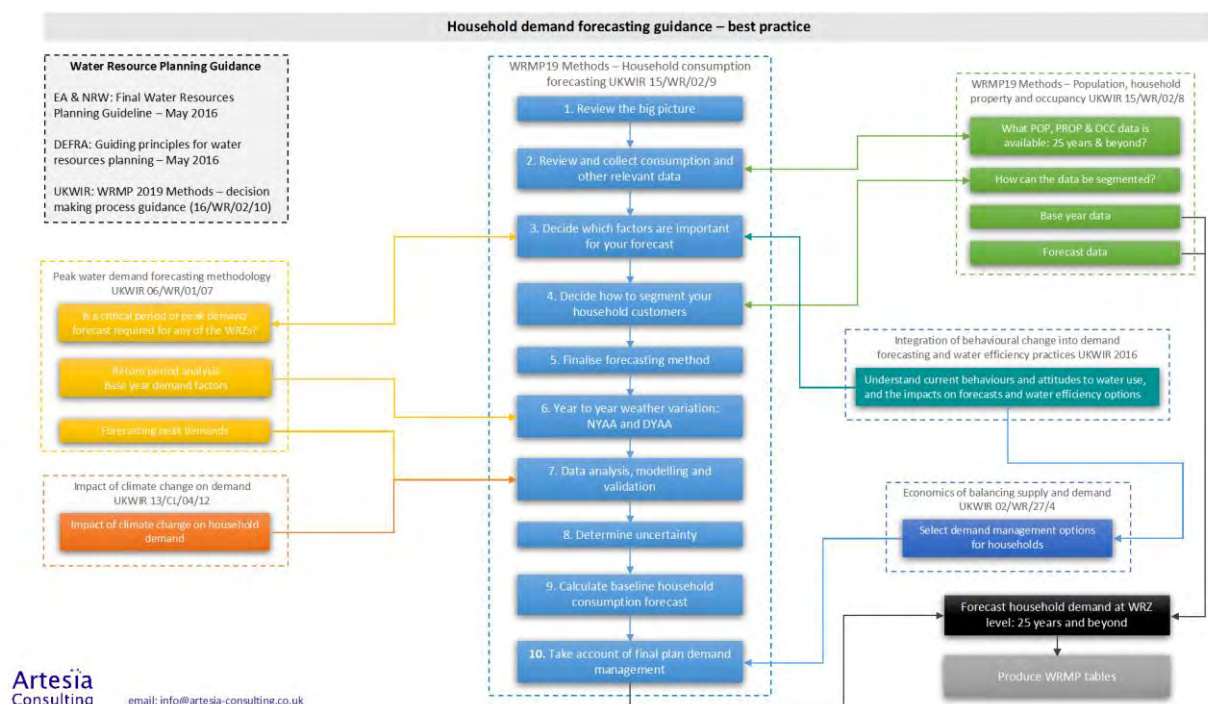 Household demand forecasting guidance – best practice
Water Resource Planning Guidance
EA & NRW: Final Water Resources
Planning Guideline – May 2016
DEFRA: Guiding principles for water
resources planning – May 2016
UKWIR: WRMP 2019 Methods – decision
making process guidance (16/WR/02/10)
WRMP19 Methods – Household consumption
forecasting UKWIR 15/WR/02/9
1. Review the big picture
2. Review and collect consumption and
other relevant data
3. Decide which factors are important
for your forecast
4. Decide how to segment your
household customers
5. Finalise forecasting method
6. Year to year weather variation:
NYAA and DYAA
7. Data analysis, modelling and
validation
8. Determine uncertainty
9. Calculate baseline household
consumption forecast
10. Take account of final plan demand
management
WRMP19 Methods – Population, household
property and occupancy UKWIR 15/WR/02/8
What POP, PROP & OCC data is
available: 25 years & beyond?
How can the data be segmented?
Base year data
Forecast data
Peak water demand forecasting methodology
UKWIR 06/WR/01/07
Is a critical period or peak demand
forecast required for any of the WRZs?
Return period analysis
Base year demand factors
Forecasting peak demands
Impact of climate change on demand
UKWIR 13/CL/04/12
Impact of climate change on household
demand
Integration of behavioural change into demand
forecasting and water efficiency practices UKWIR 2016
Understand current behaviours and attitudes to water use,
and the impacts on forecasts and water efficiency options
Economics of balancing supply and demand
UKWIR 02/WR/27/4
Select demand management options
for households
Forecast household demand at WRZ
level: 25 years and beyond
Produce WRMP tables
Artesia
Consulting
email: info@artesia-consulting.co.uk